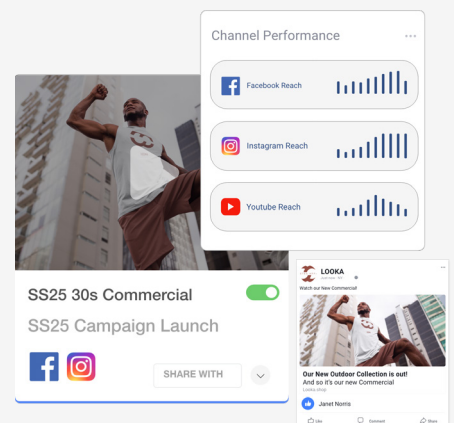 Channel Performance
Facebook Reach
Instagram Reach
Youtube Reach
SS25 30s Commercial
SS25 Campaign Launch
SHARE WITH
LOOKA
Watch our New Commercial!
Our New Outdoor Collection is out!
And so it's our new Commercial
Looka.shop
Janet Norris
Like
Comment
Share